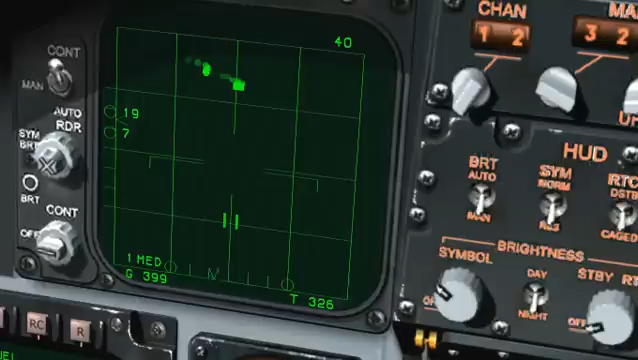 CONT
MAN
AUTO
RDR
SYM
BRT
BRT
CONT
OFF
RC
R
40
19
7
1 MED
G 399
T 326
CHAN
1 2
3 2
HUD
BRT
AUTO
MAN
SYM
NORM
REJ
CAGED
BRIGHTNESS
SYMBOL
DAY
NIGHT
STBY
OFF